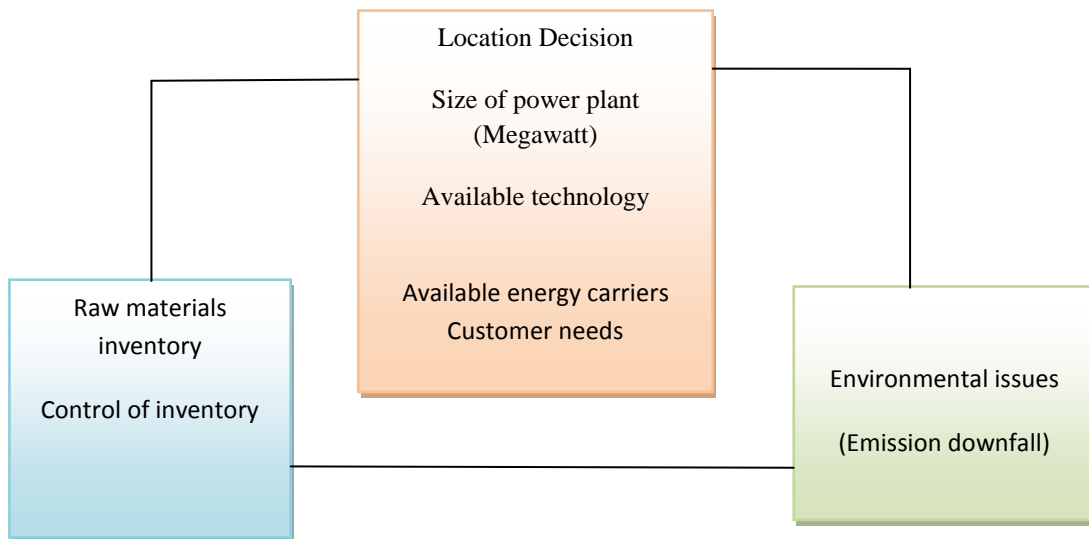 Location Decision
Size of power plant
(Megawatt)
Available technology
Available energy carriers
Customer needs
Raw materials
inventory
Control of inventory
Environmental issues
(Emission downfall)